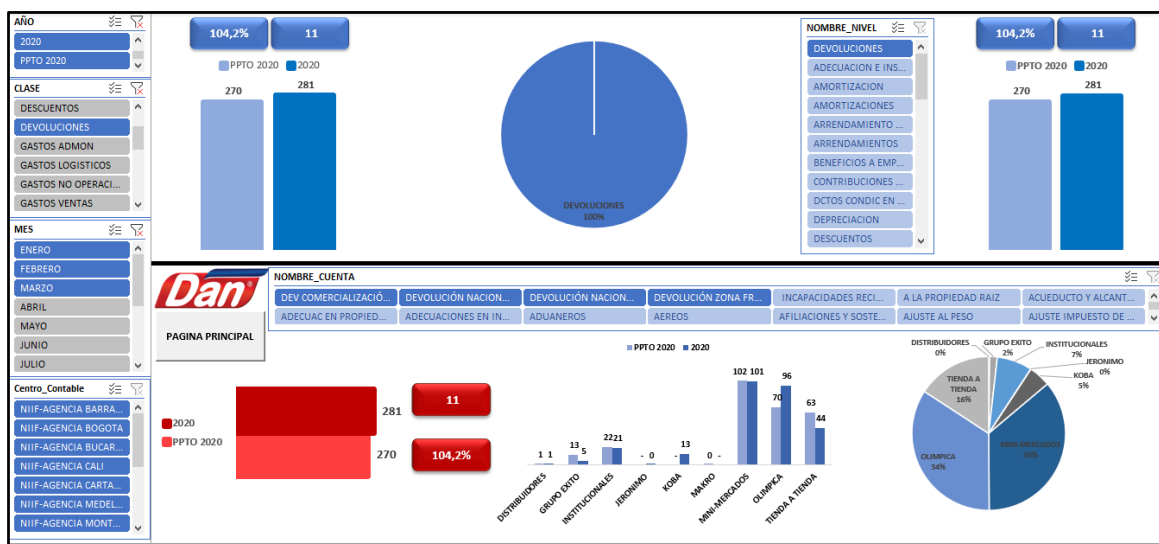 AÑO
2020
PPTO 2020
CLASE
DESCUENTOS
DEVOLUCIONES
GASTOS ADMON
GASTOS LOGISTICOS
GASTOS NO OPERACI...
GASTOS VENTAS
MES
ENERO
FEBRERO
MARZO
ABRIL
MAYO
JUNIO
JULIO
Centro_Contable
NIIF-AGENCIA BARRA...
NIIF-AGENCIA BOGOTA
NIIF-AGENCIA BUCAR...
NIIF-AGENCIA CALI
NIIF-AGENCIA CARTA...
NIIF-AGENCIA MEDEL...
NIIF-AGENCIA MONT...
104,2% 11
PPTO 2020 2020
270 281
DEVOLUCIONES
100%
NOMBRE_NIVEL
DEVOLUCIONES
ADECUACION E INS...
AMORTIZACION
AMORTIZACIONES
ARRENDAMIENTO ...
ARRENDAMIENTOS
BENEFICIOS A EMP...
CONTRIBUCIONES ...
DCTOS CONDIC EN ...
DEPRECIACION
DESCUENTOS
104,2% 11
PPTO 2020 2020
270 281
Dan®
PAGINA PRINCIPAL
NOMBRE_CUENTA
DEV COMERCIALIZACIÓ... DEVOLUCIÓN NACION... DEVOLUCIÓN NACION... DEVOLUCIÓN ZONA FR... INCAPACIDADES RECI... A LA PROPIEDAD RAIZ ACUEDUCTO Y ALCANT...
ADECUAC EN PROPIED... ADECUACIONES EN IN... ADUANEROS AEREOS AFILIACIONES Y SOSTE... AJUSTE AL PESO AJUSTE IMPUESTO DE ...
2020
PPTO 2020
281
270
11
104,2%
PPTO 2020 2020
1 1 13 5 22 21 - 0 - 13 0 - 102 101 70 96 63 44
DISTRIBUIDORES
GRUPO EXITO
INSTITUCIONALES
JERONIMO
KOBA
MAKRO
MINI-MERCADOS
OLIMPICA
TIENDA A TIENDA
DISTRIBUIDORES
0%
GRUPO EXITO
2%
INSTITUCIONALES
7%
JERONIMO
0%
KOBA
5%
MINI-MERCADOS
36%
OLIMPICA
34%
TIENDA A
TIENDA
16%